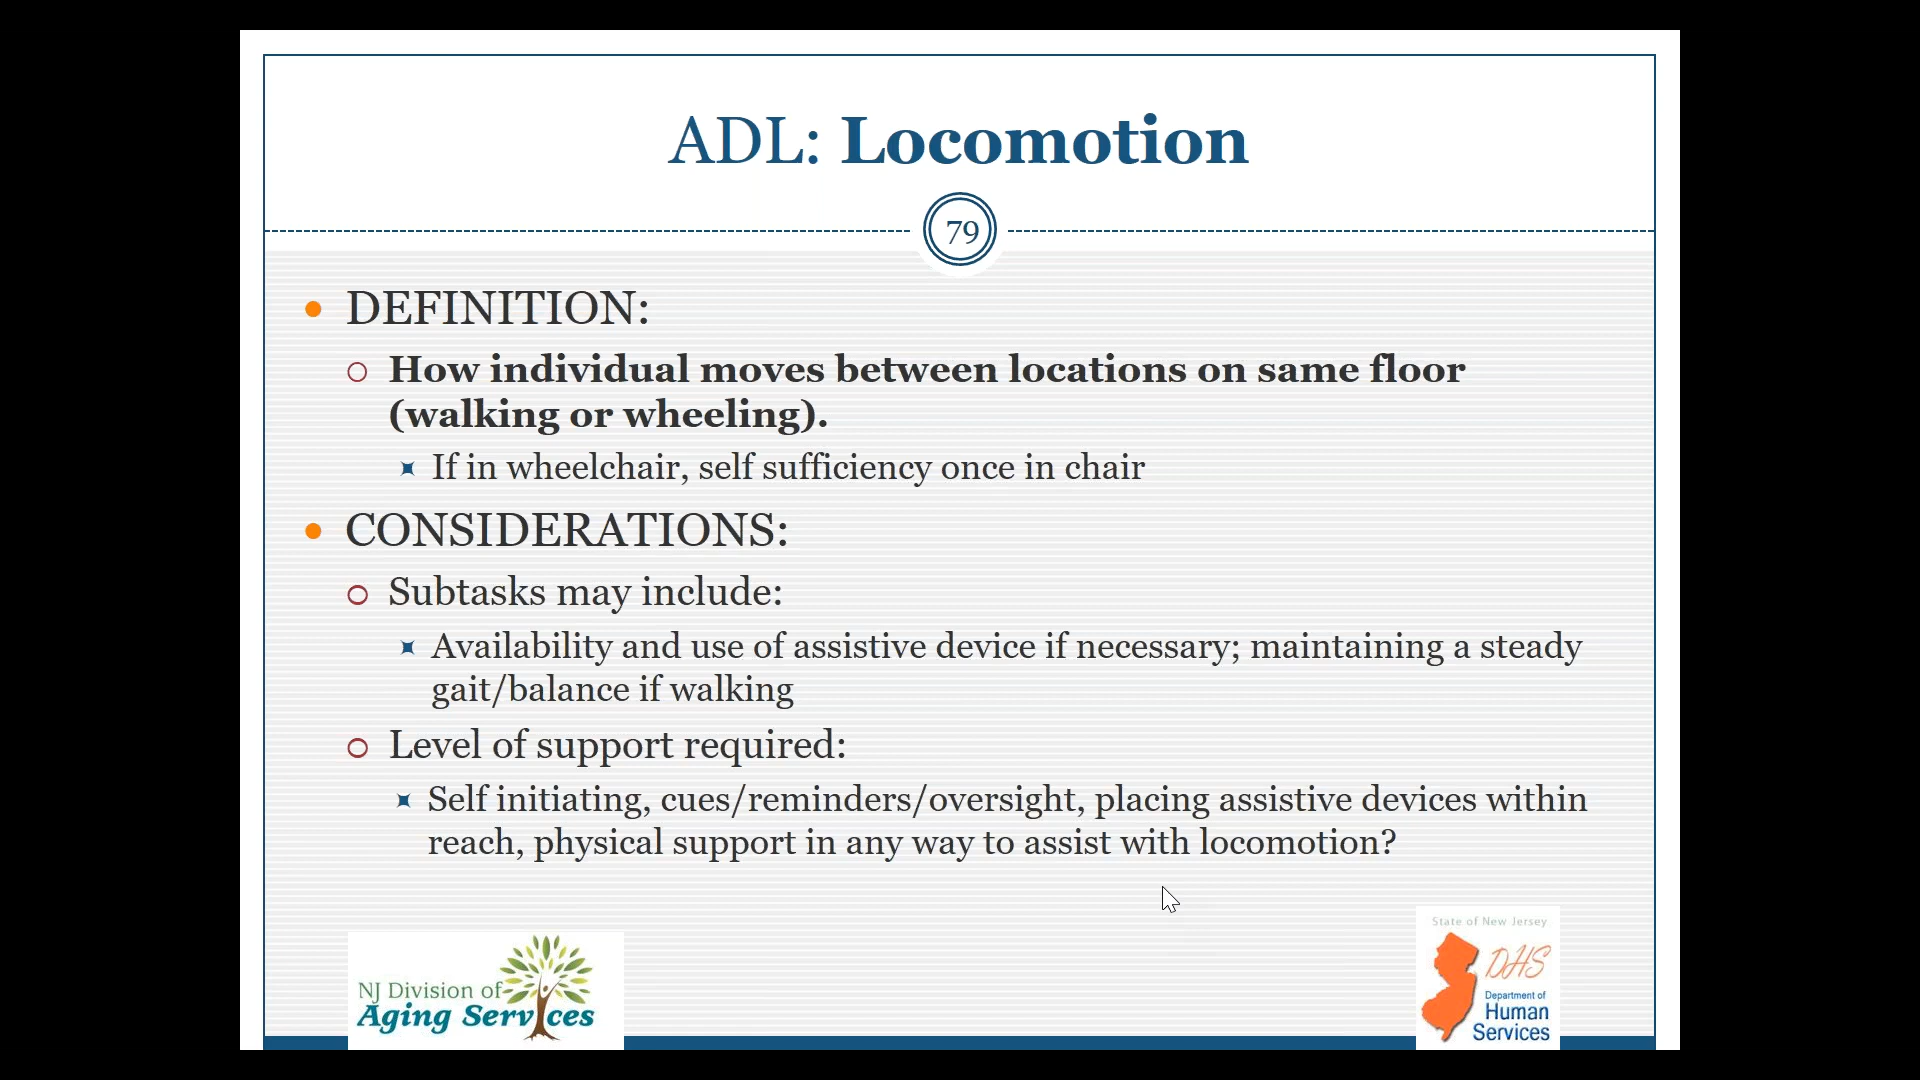 ADL: Locomotion
79
DEFINITION:
How individual moves between locations on same floor
(walking or wheeling).
If in wheelchair, self sufficiency once in chair
CONSIDERATIONS:
Subtasks may include:
Availability and use of assistive device if necessary; maintaining a steady
gait/balance if walking
Level of support required:
Self initiating, cues/reminders/oversight, placing assistive devices within
reach, physical support in any way to assist with locomotion?
NJ Division of
Aging Services
State of New Jersey
DHS
Department of
Human
Services